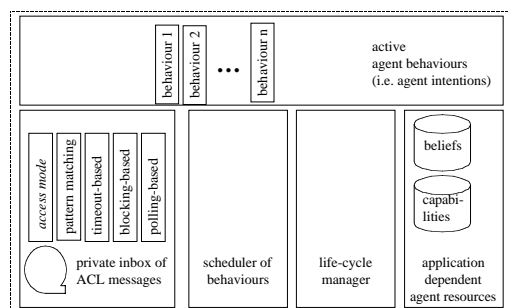 behaviour 1
behaviour 2
...
behaviour n
active
agent behaviours
(i.e. agent intentions)
access mode
pattern matching
timeout-based
blocking-based
polling-based
private inbox of
ACL messages
scheduler of
behaviours
life-cycle
manager
beliefs
capabi-
lities
application
dependent
agent resources